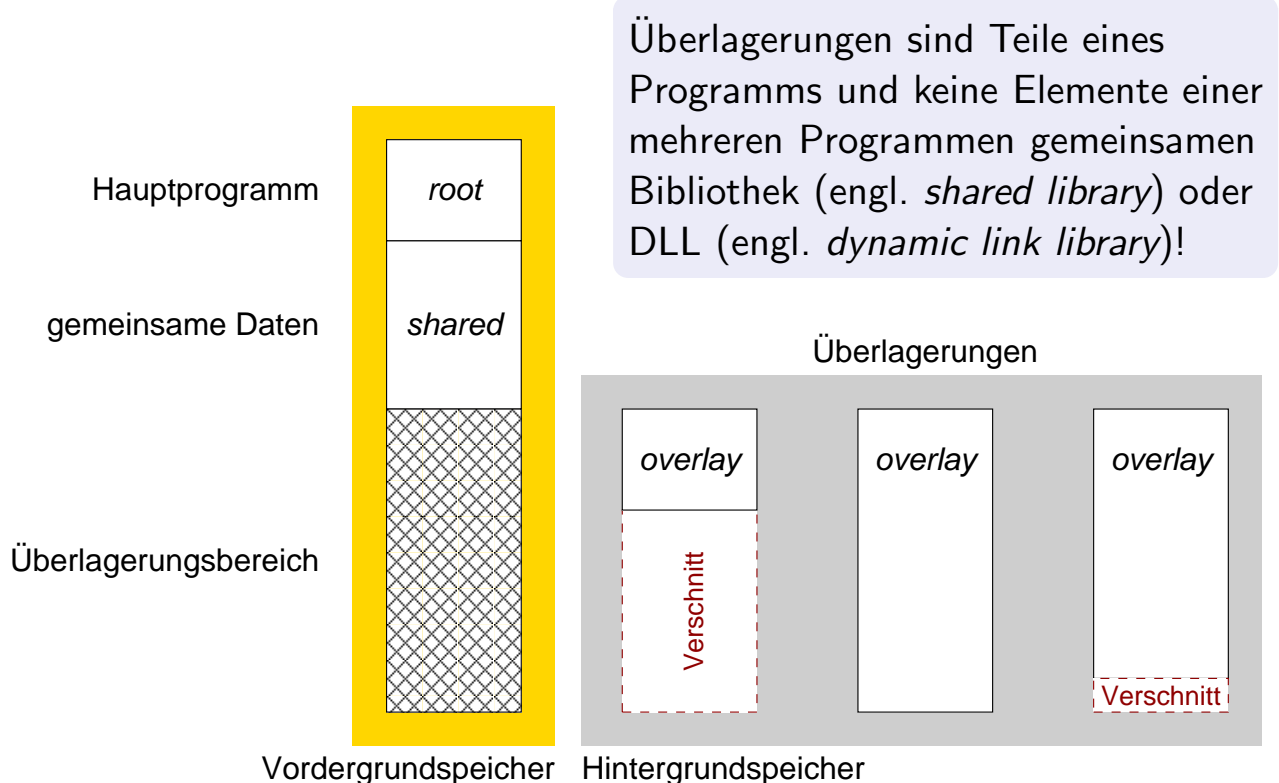 Überlagerungen sind Teile eines
Programms und keine Elemente einer
mehreren Programmen gemeinsamen
Bibliothek (engl. shared library) oder
DLL (engl. dynamic link library)!
Hauptprogramm
root
gemeinsame Daten
shared
Überlagerungsbereich
Überlagerungen
overlay
overlay
overlay
Verschnitt
Verschnitt
Vordergrundspeicher
Hintergrundspeicher